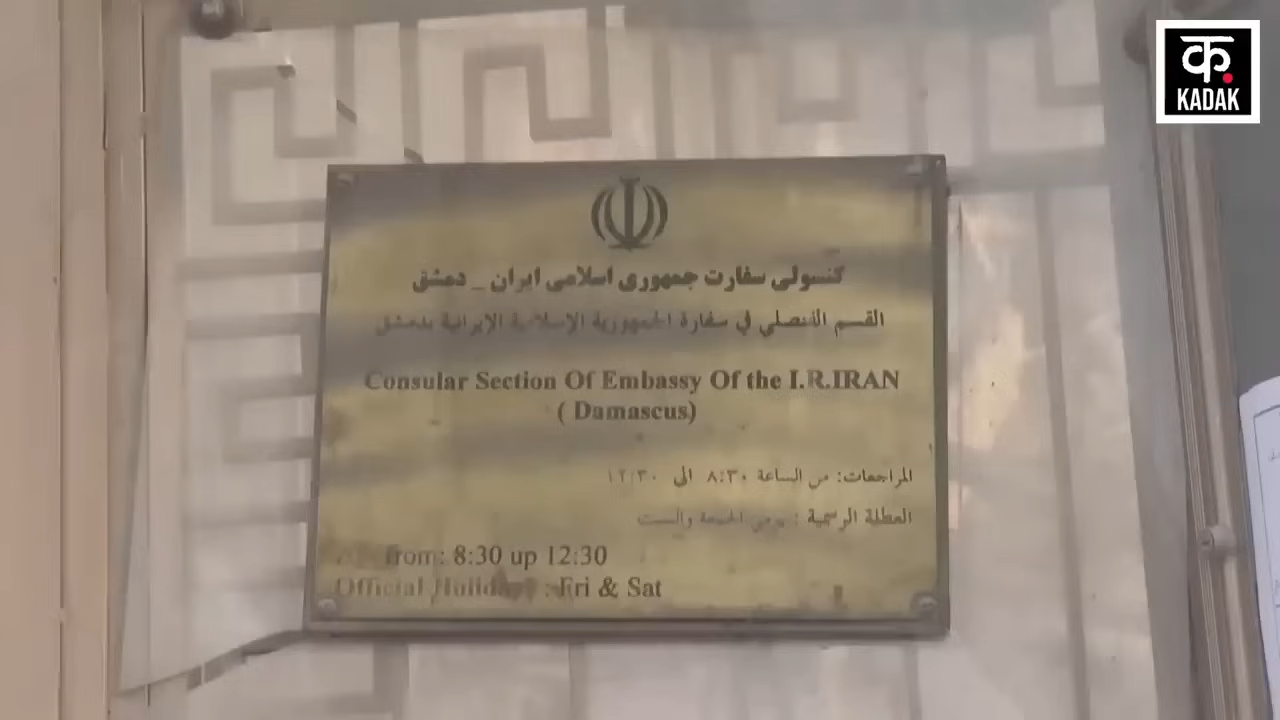 क.
KADAK
کنسولی سفارت جمهوری اسلامی ایران _ دمشق
القسم القنصلي في سفارة الجمهورية الإسلامية الإيرانية بدمشق
Consular Section Of Embassy Of the I.R.IRAN
( Damascus)
المراجعات: من الساعة ٨:٣٠ الى ١٢:٣٠
العطلة الرسمية : يومي الجمعة والسبت
from: 8:30 up 12:30
Official Holidays : Fri & Sat